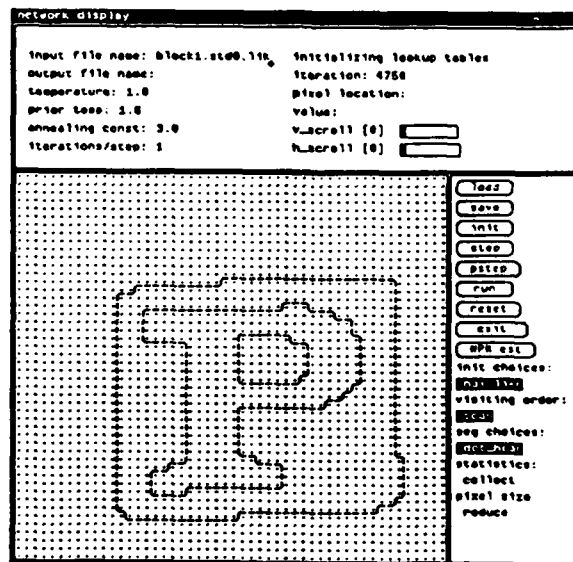 network display
input file name: block1.std0.lik
output file name:
temperature: 1.0
prior temp: 1.0
annealing const: 3.0
iterations/step: 1
initializing lookup tables
iteration: 4750
pixel location:
value:
v_scroll [0]
h_scroll [0]
load
save
init
step
pstep
run
reset
exit
MPM est
init choices:
visiting order:
scan
seg choices:
statistics:
collect
pixel size
reduce